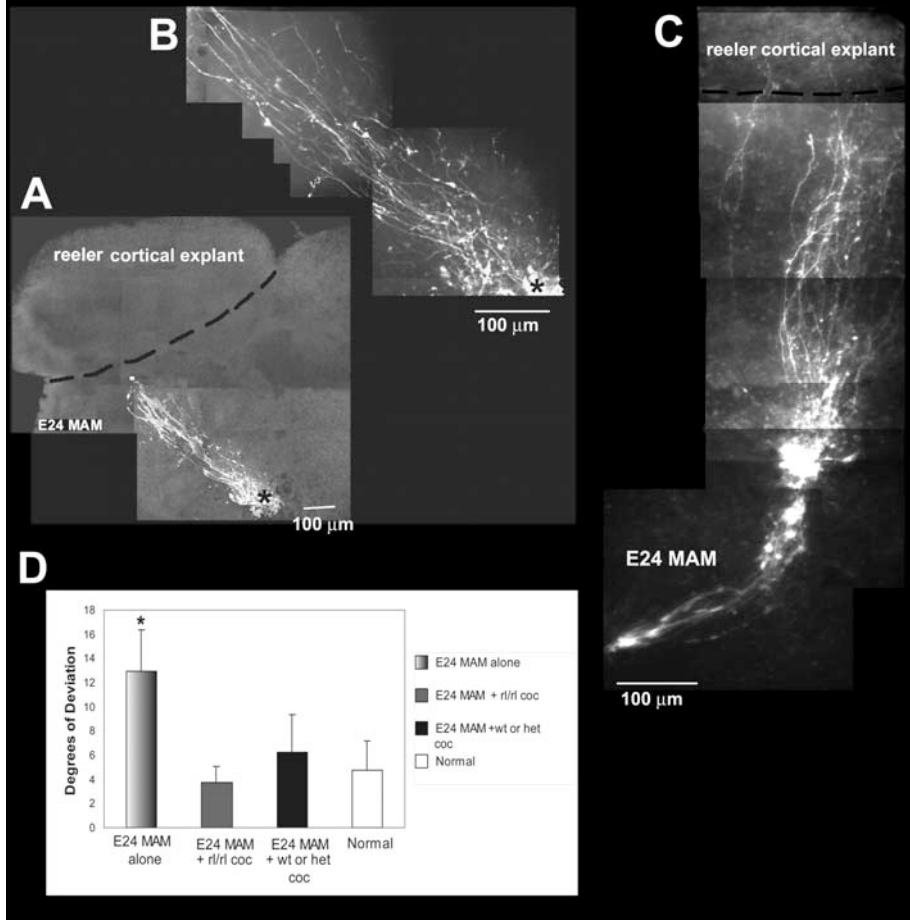 B
C
reeler cortical explant
A
reeler cortical explant
*
100 µm
E24 MAM
*
100 µm
E24 MAM
100 µm
D
18
16
14
12
10
8
6
4
2
0
Degrees of Deviation
*
E24 MAM
alone
E24 MAM
+ rl/rl coc
E24 MAM
+ wt or het
coc
Normal
E24 MAM alone
E24 MAM + rl/rl coc
E24 MAM +wt or het
coc
Normal